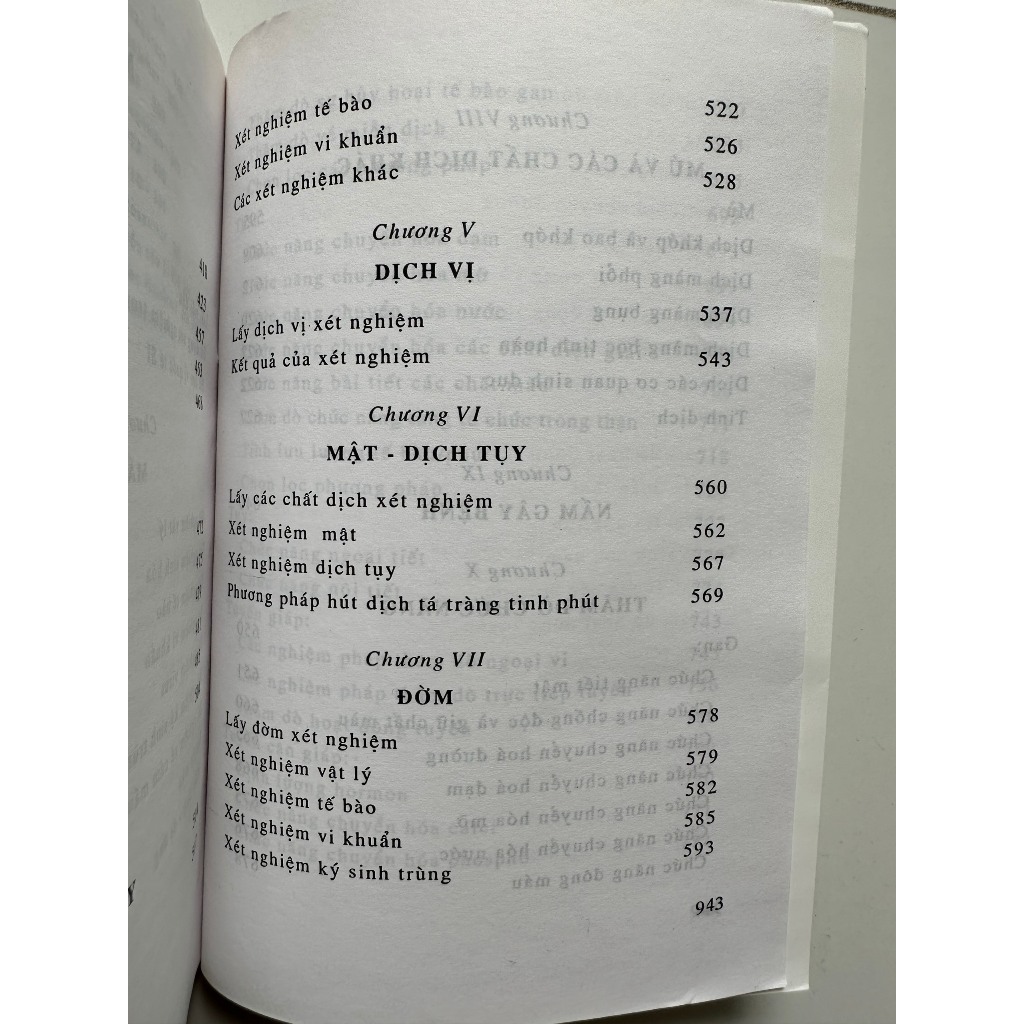 Xét nghiệm tế bào 522
Xét nghiệm vi khuẩn 526
Các xét nghiệm khác 528
Chương V
DỊCH VỊ
Lấy dịch vị xét nghiệm 537
Kết quả của xét nghiệm 543
Chương VI
MẬT - DỊCH TỤY
Lấy các chất dịch xét nghiệm 560
Xét nghiệm mật 562
Xét nghiệm dịch tụy 567
Phương pháp hút dịch tá tràng tinh phút 569
Chương VII
ĐỜM
Lấy đờm xét nghiệm 578
Xét nghiệm vật lý 579
Xét nghiệm tế bào 582
Xét nghiệm vi khuẩn 585
Xét nghiệm ký sinh trùng 593
943